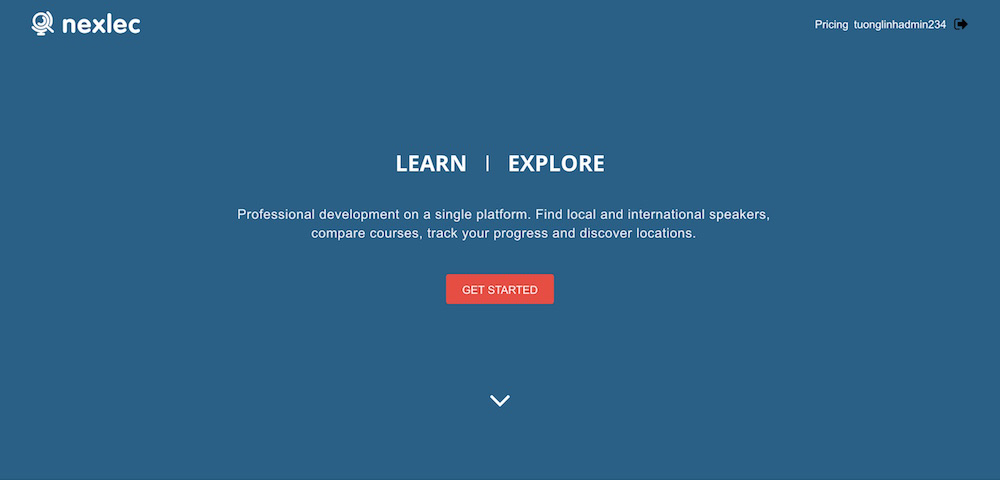 nexlec
Pricing tuonglinhadmin234
LEARN | EXPLORE
Professional development on a single platform. Find local and international speakers,
compare courses, track your progress and discover locations.
GET STARTED